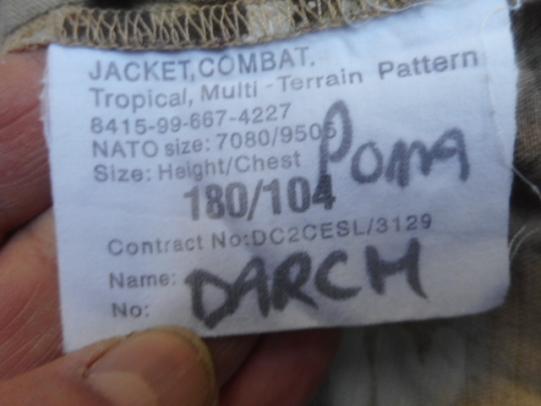 JACKET, COMBAT.
Tropical, Multi-Terrain Pattern
8415-99-667-4227
NATO size: 7080/9505
Size: Height/Chest
180/104
Contract No:DC2CESL/3129
Name: DARCH
No: